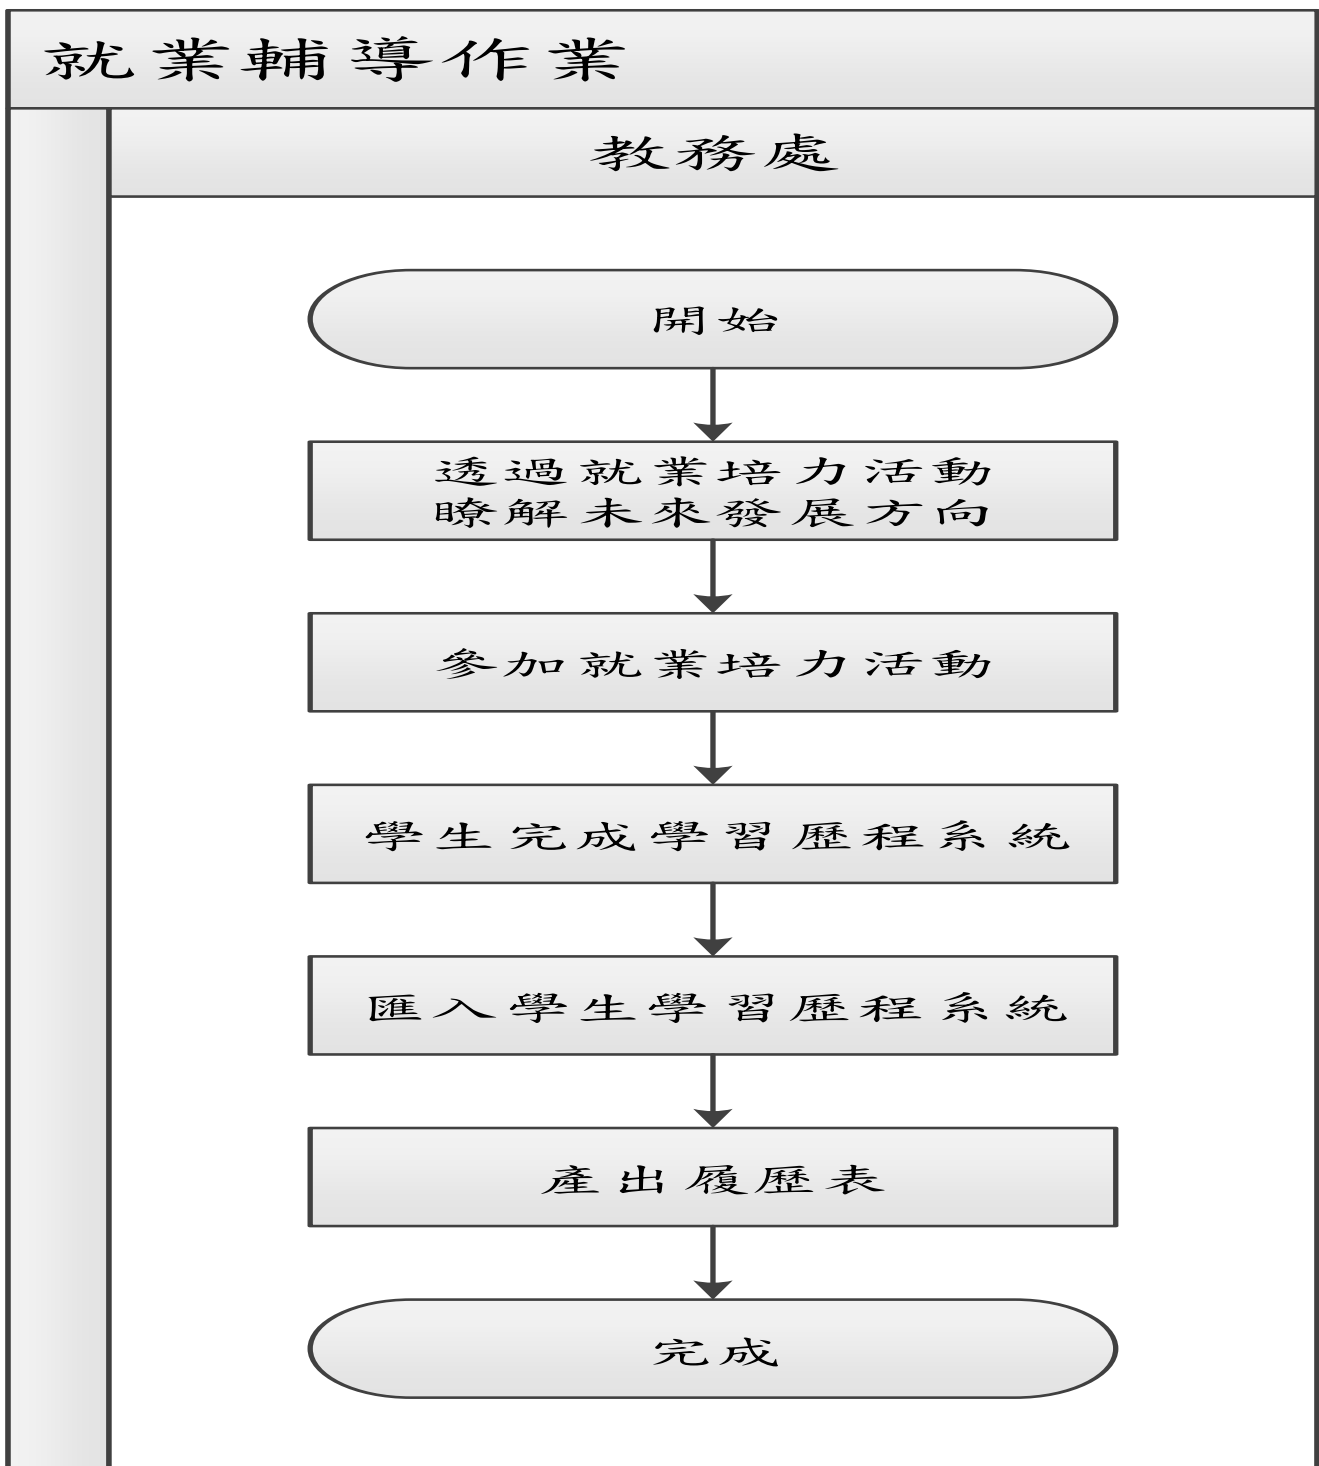 就業輔導作業
教務處
開始
透過就業培力活動
瞭解未來發展方向
參加就業培力活動
學生完成學習歷程系統
匯入學生學習歷程系統
產出履歷表
完成